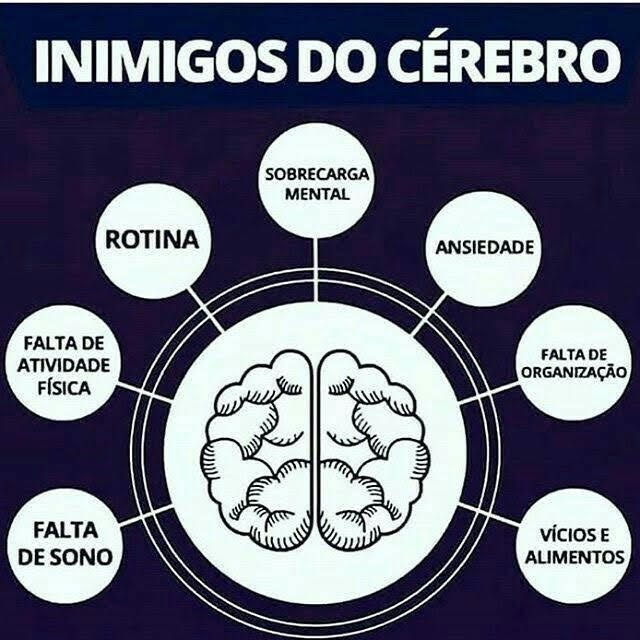 INIMIGOS DO CÉREBRO
SOBRECARGA
MENTAL
ROTINA
ANSIEDADE
FALTA DE
ATIVIDADE
FÍSICA
FALTA DE
ORGANIZAÇÃO
FALTA
DE SONO
VÍCIOS E
ALIMENTOS